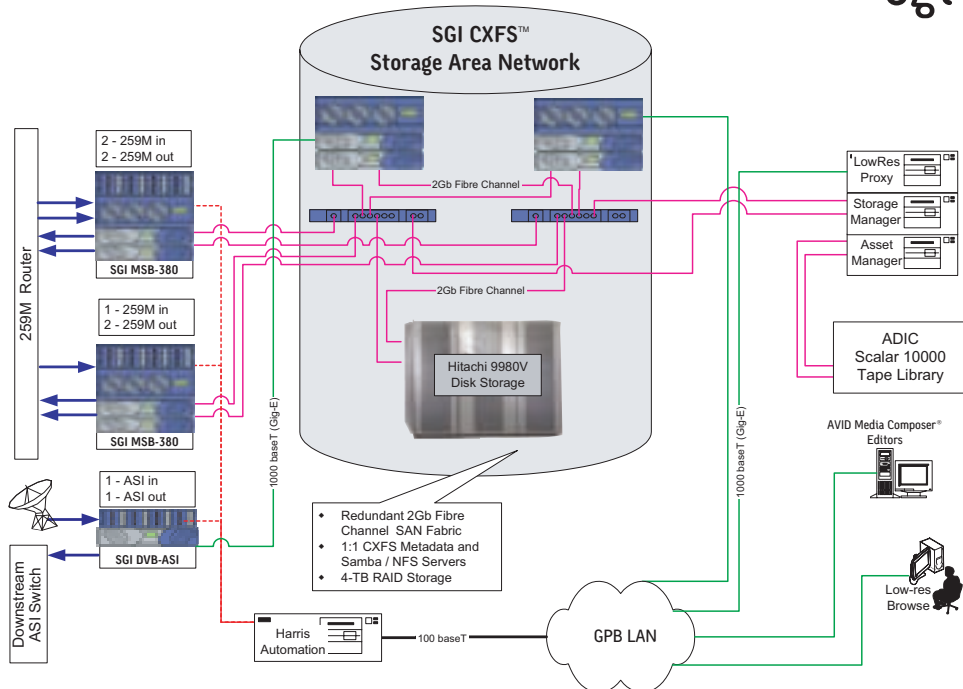 sgi
SGI CXFS™
Storage Area Network
2 - 259M in
2 - 259M out
SGI MSB-380
259M Router
1 - 259M in
2 - 259M out
SGI MSB-380
1 - ASI in
1 - ASI out
SGI DVB-ASI
Downstream
ASI Switch
2Gb Fibre Channel
2Gb Fibre Channel
Hitachi 9980V
Disk Storage
1000 baseT (Gig-E)
1000 baseT (Gig-E)
♦ Redundant 2Gb Fibre
Channel SAN Fabric
♦ 1:1 CXFS Metadata and
Samba / NFS Servers
♦ 4-TB RAID Storage
LowRes
Proxy
Storage
Manager
Asset
Manager
ADIC
Scalar 10000
Tape Library
AVID Media Composer®
Editors
Low-res
Browse
Harris
Automation
100 baseT
GPB LAN